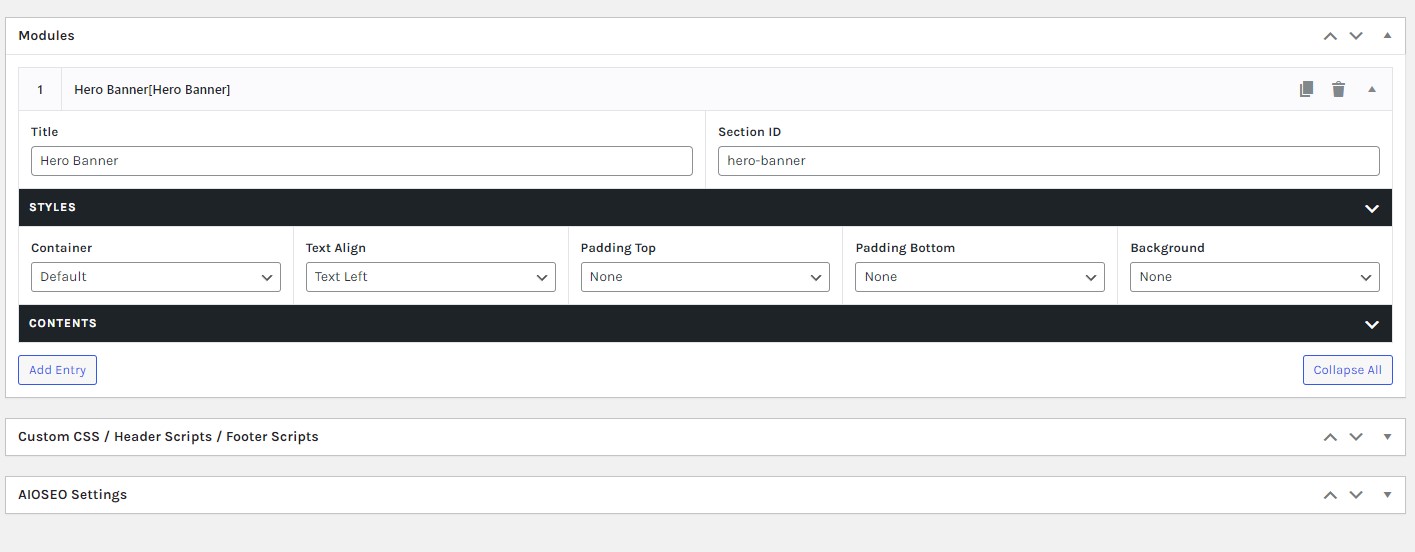 Modules
1 Hero Banner[Hero Banner]
Title Section ID
Hero Banner hero-banner
STYLES
Container Text Align Padding Top Padding Bottom Background
Default Text Left None None None
CONTENTS
Add Entry Collapse All
Custom CSS / Header Scripts / Footer Scripts
AIOSEO Settings